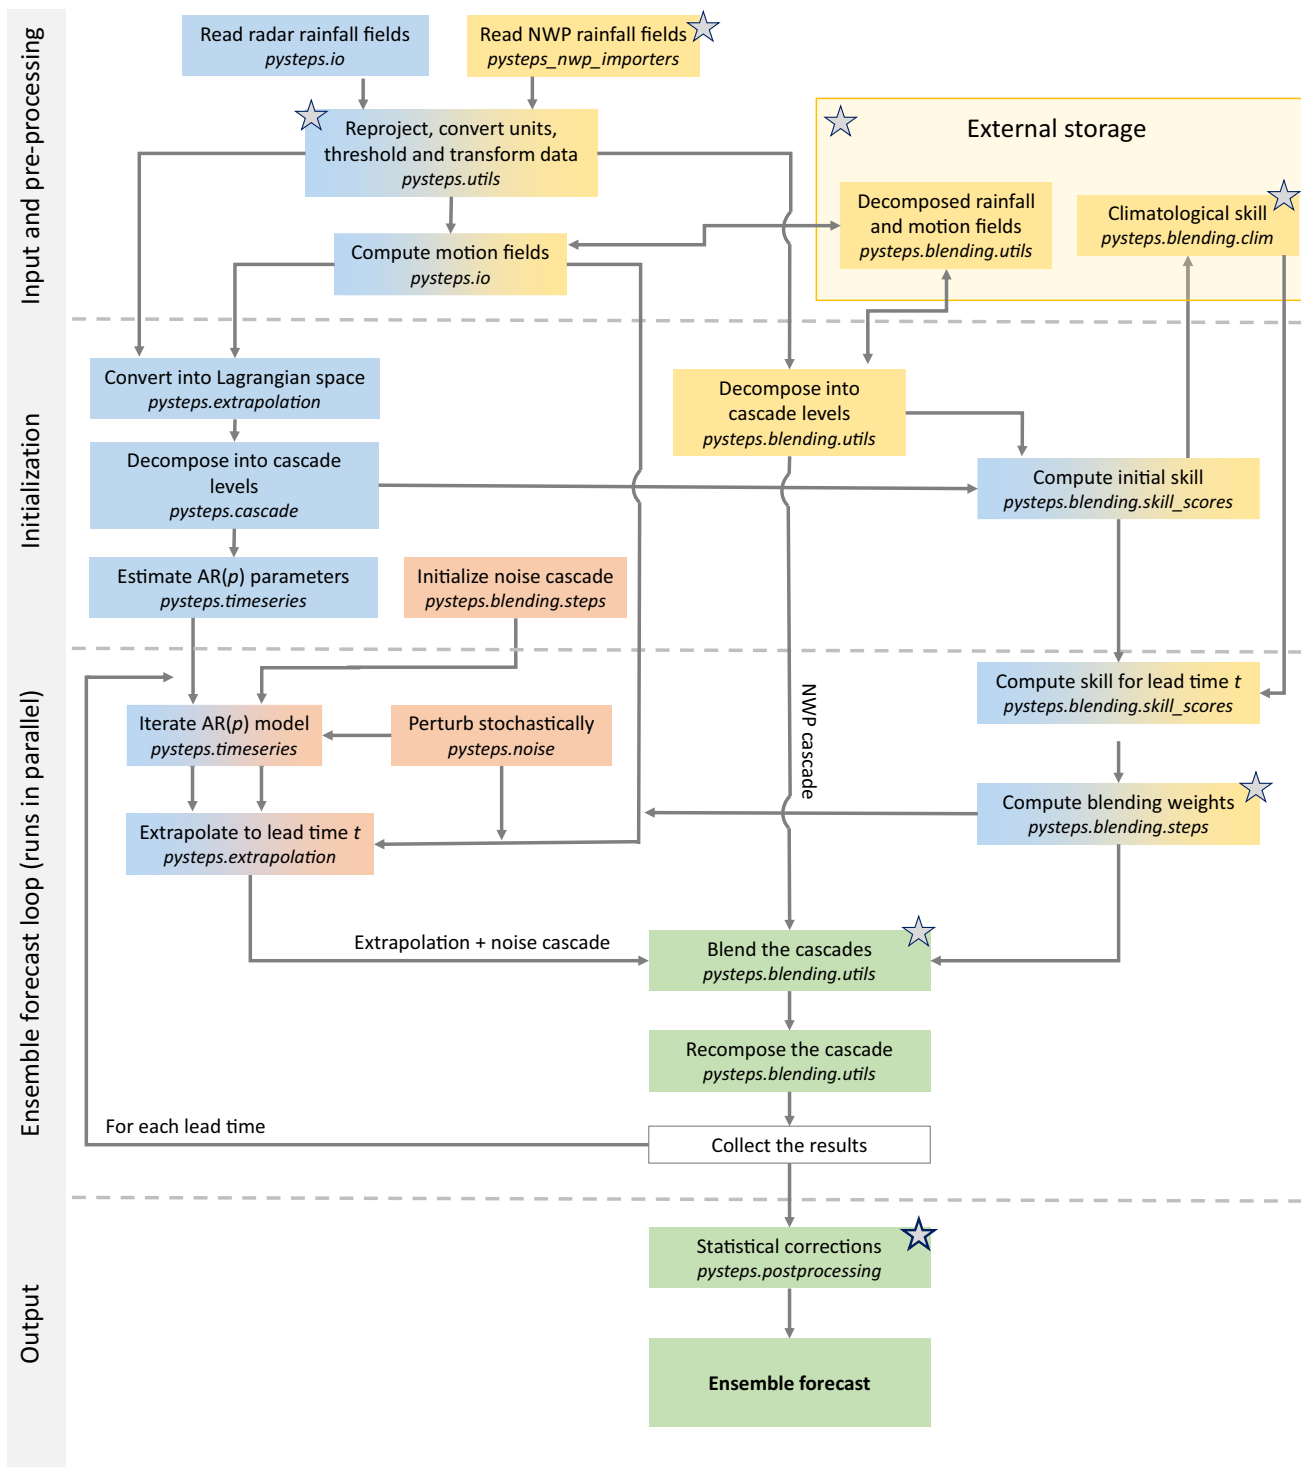 Input and pre-processing
Read radar rainfall fields
pysteps.io
Read NWP rainfall fields
pysteps_nwp_importers
Reproject, convert units,
threshold and transform data
pysteps.utils
Compute motion fields
pysteps.io
External storage
Decomposed rainfall
and motion fields
pysteps.blending.utils
Climatological skill
pysteps.blending.clim
Initialization
Convert into Lagrangian space
pysteps.extrapolation
Decompose into cascade
levels
pysteps.cascade
Estimate AR(p) parameters
pysteps.timeseries
Initialize noise cascade
pysteps.blending.steps
Decompose into
cascade levels
pysteps.blending.utils
Compute initial skill
pysteps.blending.skill_scores
Ensemble forecast loop (runs in parallel)
Iterate AR(p) model
pysteps.timeseries
Perturb stochastically
pysteps.noise
Extrapolate to lead time t
pysteps.extrapolation
NWP cascade
Compute skill for lead time t
pysteps.blending.skill_scores
Compute blending weights
pysteps.blending.steps
Extrapolation + noise cascade
Blend the cascades
pysteps.blending.utils
Recompose the cascade
pysteps.blending.utils
For each lead time
Collect the results
Output
Statistical corrections
pysteps.postprocessing
Ensemble forecast